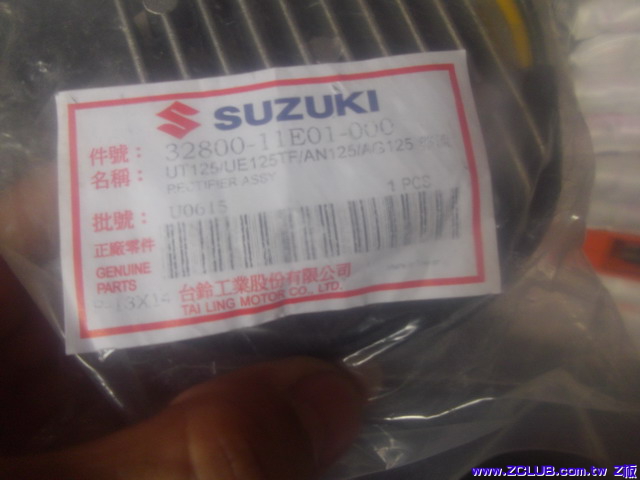 SUZUKI
件號： 32800-11E01-000
名稱： UT125/UE125TF/AN125/AG125
RECTIFIER ASSY
批號： U0615 1 PCS
正廠零件
GENUINE
PARTS
台鈴工業股份有限公司
TAI LING MOTOR CO., LTD.
www.ZCLUB.com.tw Z版